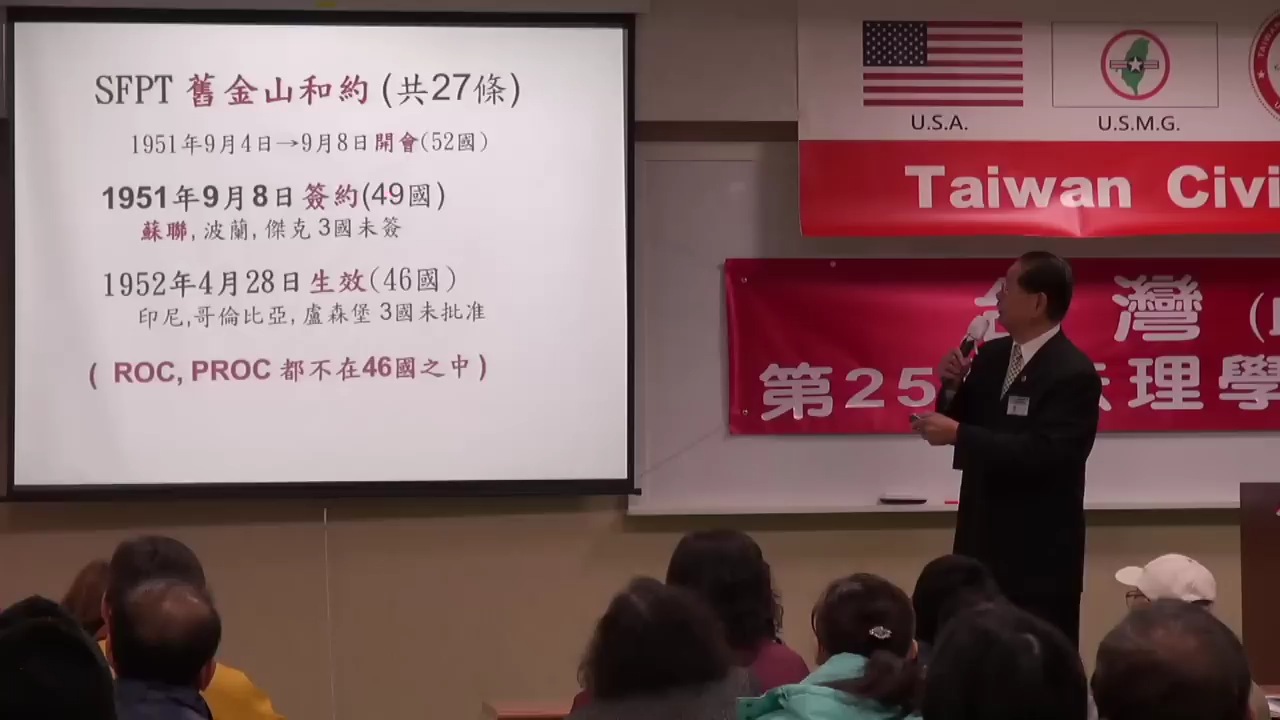 SFPT 舊金山和約 (共27條)
1951年9月4日→9月8日開會(52國)
1951年9月8日 簽約(49國)
蘇聯, 波蘭, 傑克 3國未簽
1952年4月28日生效(46國)
印尼,哥倫比亞, 盧森堡 3國未批准
( ROC, PROC 都不在46國之中)
U.S.A.
U.S.M.G.
Taiwan Civi
灣 (
第25 理學